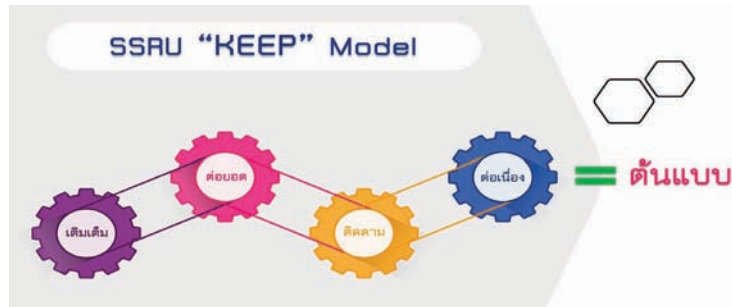 SSRU “KEEP” Model
เติมเต็ม
ต่อยอด
ติดตาม
ต่อเนื่อง
= ต้นแบบ